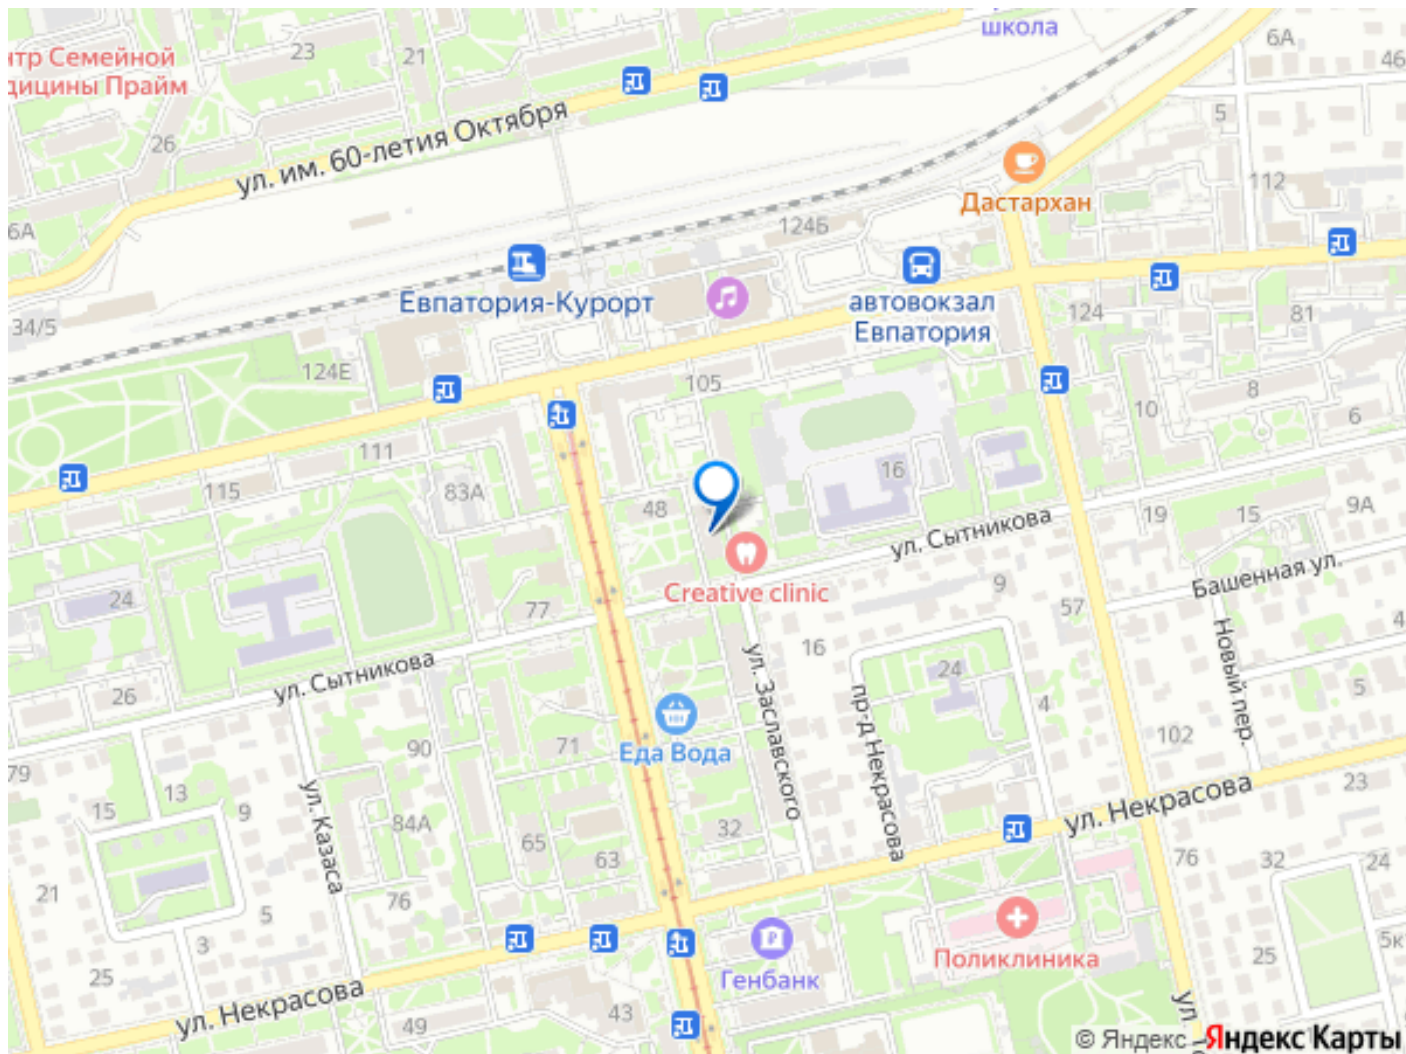 школа
6А
нтр Семейной
дицины Прайм
23
21
46
5
26
ул. им. 60-летия Октября
112
Дастархан
6А
124Б
Евпатория-Курорт
автовокзал
Евпатория
34/5
124
81
124Е
105
8
10
6
111
115
83А
48
16
19
15
9А
ул. Сытникова
Creative clinic
Башенная ул.
24
77
9
57
4
Новый пер.
ул. Сытникова
16
24
26
ул. Заславского
пр-д Некрасова
5
4
90
71
Еда Вода
102
79
15
13
9
ул. Казаса
84А
32
ул. Некрасова
23
65
63
76
32
24
21
76
5
3
25
Поликлиника
25
5к
Генбанк
ул. Некрасова
49
43
ул
© Яндекс
Яндекс Карты